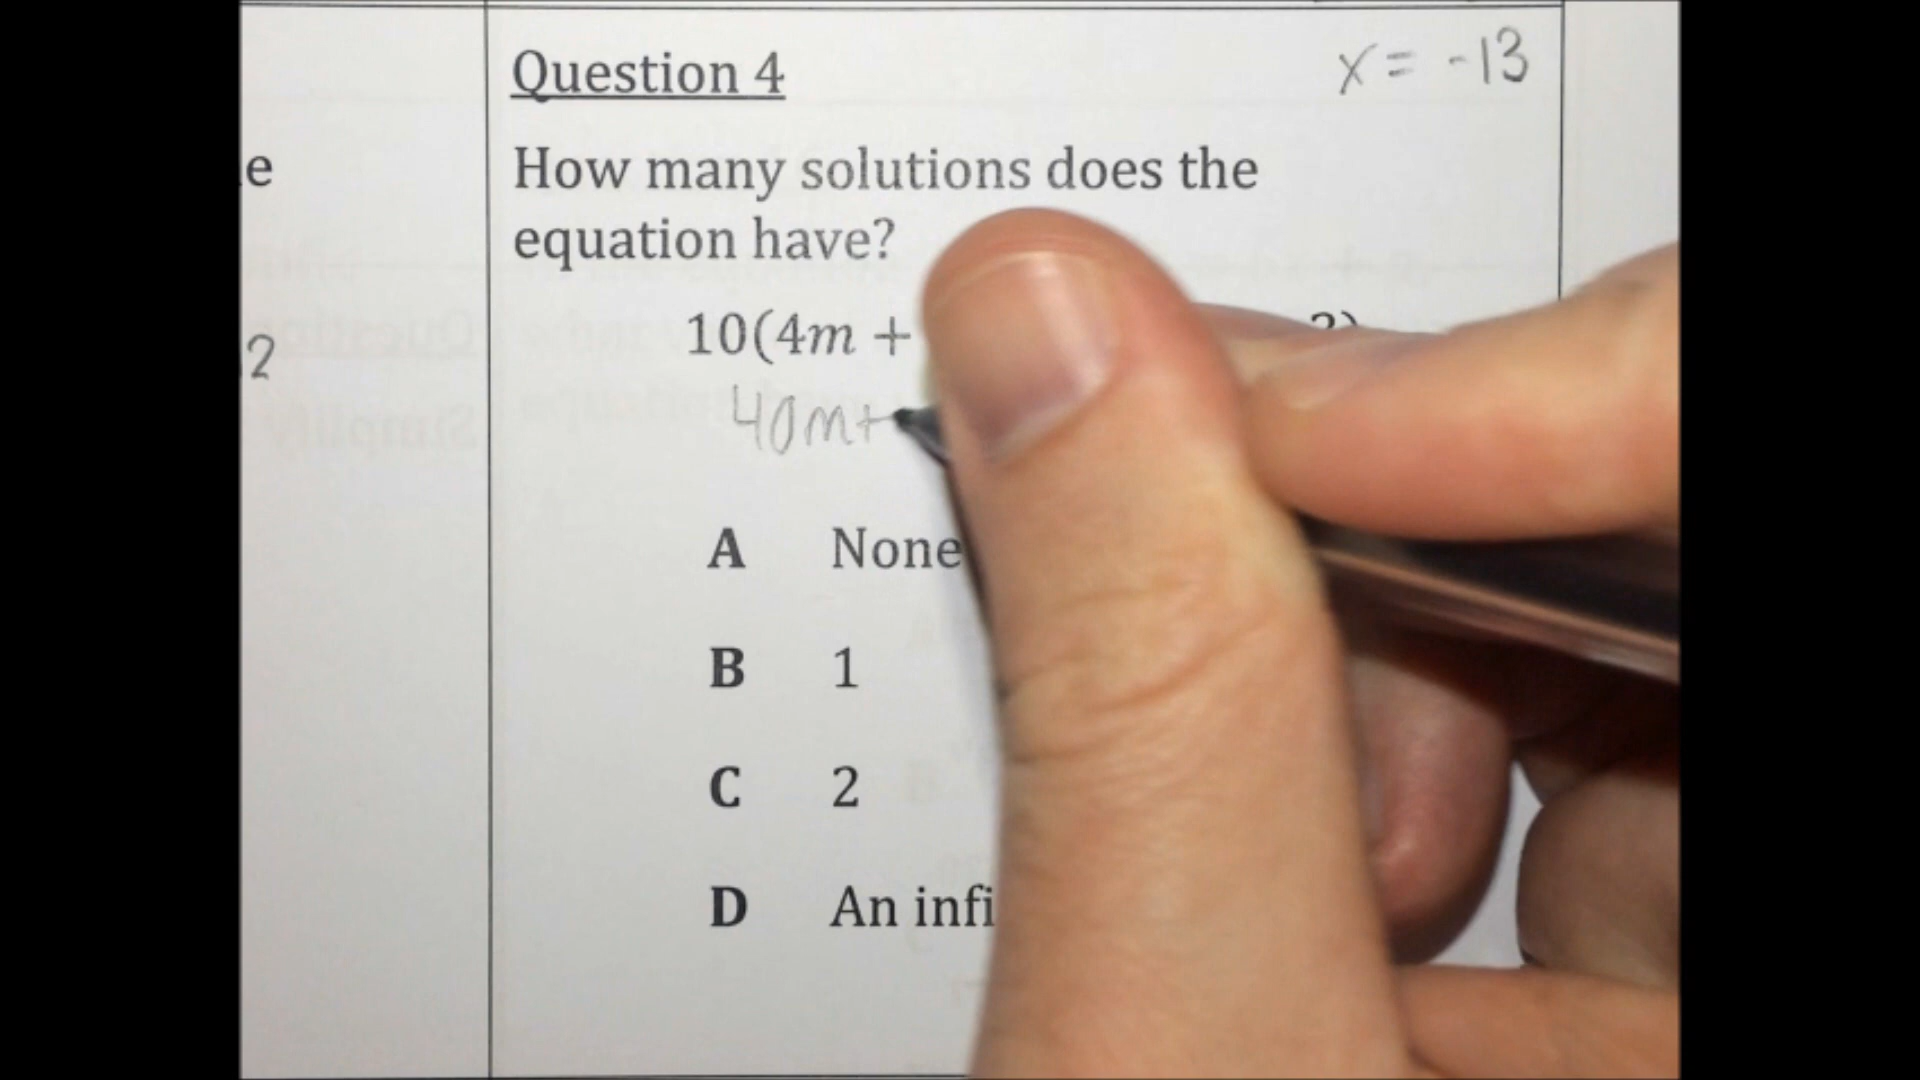 Question 4
x = -13
How many solutions does the
equation have?
10(4m +
40m+
A None
B 1
C 2
D An infi
e
2